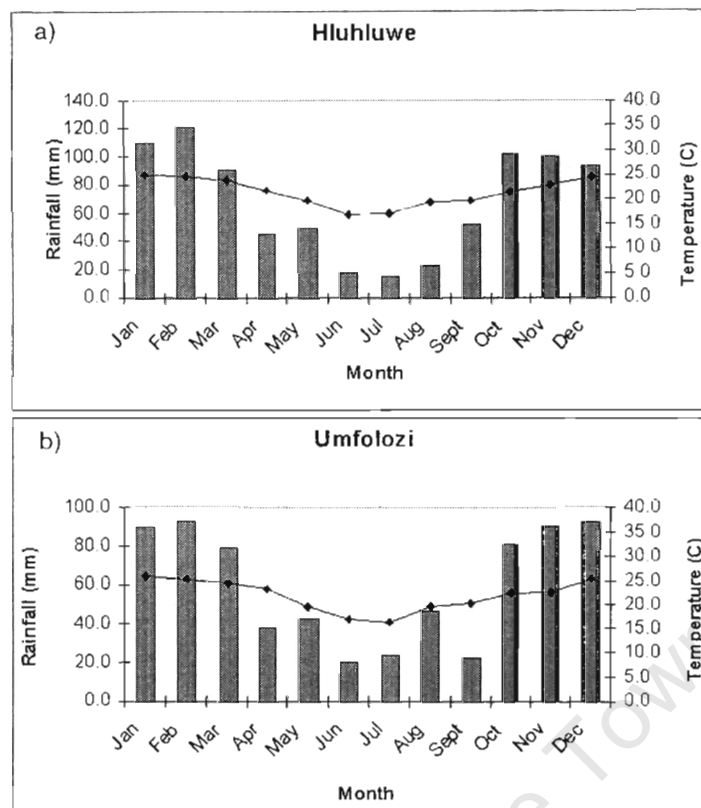 a)
Hluhluwe
Rainfall (mm)
140.0
120.0
100.0
80.0
60.0
40.0
20.0
0.0
40.0
35.0
30.0
25.0
20.0
15.0
10.0
5.0
0.0
Temperature (C)
Jan Feb Mar Apr May Jun Jul Aug Sept Oct Nov Dec
Month
b)
Umfolozi
Rainfall (mm)
100.0
80.0
60.0
40.0
20.0
0.0
40.0
35.0
30.0
25.0
20.0
15.0
10.0
5.0
0.0
Temperature (C)
Jan Feb Mar Apr May Jun Jul Aug Sept Oct Nov Dec
Month